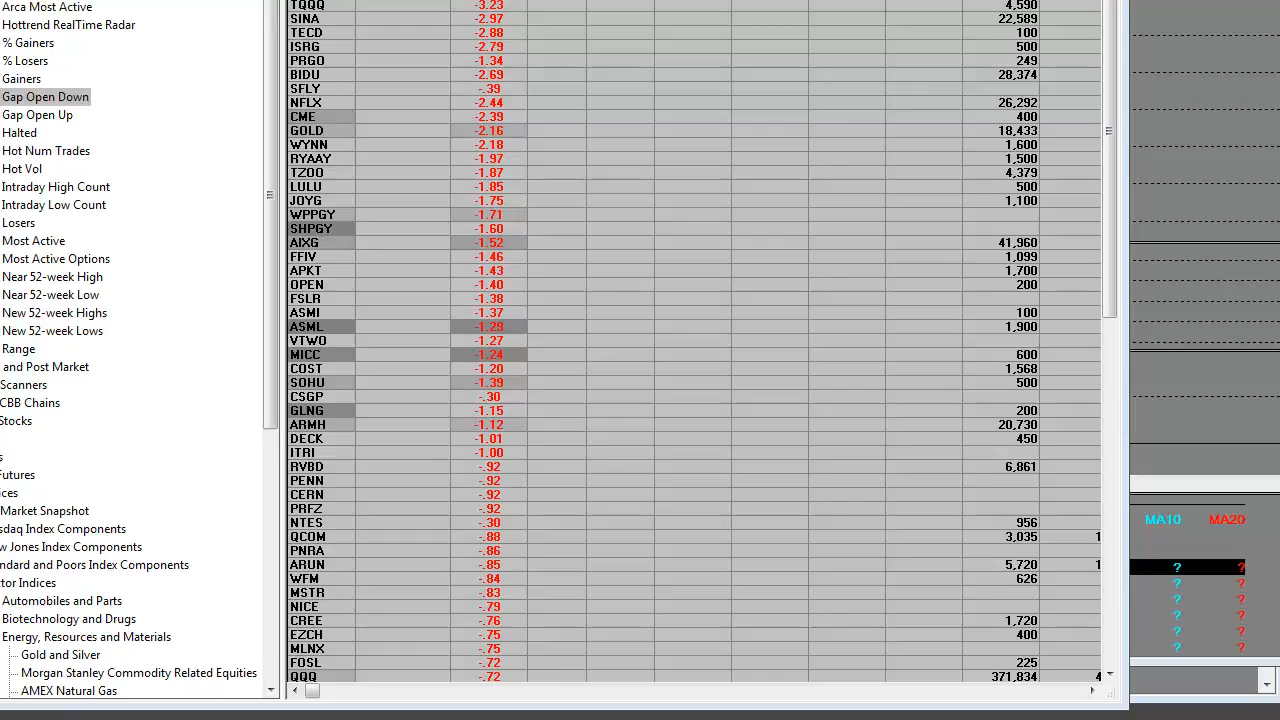 Arca Most Active
Hottrend RealTime Radar
% Gainers
% Losers
Gainers
Gap Open Down
Gap Open Up
Halted
Hot Num Trades
Hot Vol
Intraday High Count
Intraday Low Count
Losers
Most Active
Most Active Options
Near 52-week High
Near 52-week Low
New 52-week Highs
New 52-week Lows
Range
and Post Market
Scanners
CBB Chains
Stocks
s
Futures
ices
Market Snapshot
sdaq Index Components
w Jones Index Components
ndard and Poors Index Components
tor Indices
Automobiles and Parts
Biotechnology and Drugs
Energy, Resources and Materials
Gold and Silver
Morgan Stanley Commodity Related Equities
AMEX Natural Gas
TQQQ -3.23 4,590
SINA -2.97 22,589
TECD -2.88 100
ISRG -2.79 500
PRGO -1.34 249
BIDU -2.69 28,374
SFLY -.39
NFLX -2.44 26,292
CME -2.39 400
GOLD -2.16 18,433
WYNN -2.18 1,600
RYAAY -1.97 1,500
TZOO -1.87 4,379
LULU -1.85 500
JOYG -1.75 1,100
WPPGY -1.71
SHPGY -1.60
AIXG -1.52 41,960
FFIV -1.46 1,099
APKT -1.43 1,700
OPEN -1.40 200
FSLR -1.38
ASMI -1.37 100
ASML -1.29 1,900
VTWO -1.27
MICC -1.24 600
COST -1.20 1,568
SOHU -1.39 500
CSGP -.30
GLNG -1.15 200
ARMH -1.12 20,730
DECK -1.01 450
ITRI -1.00
RVBD -.92 6,861
PENN -.92
CERN -.92
PRFZ -.92
NTES -.30 956
QCOM -.88 3,035 1
PNRA -.86
ARUN -.85 5,720 1
WFM -.84 626
MSTR -.83
NICE -.79
CREE -.76 1,720
EZCH -.75 400
MLNX -.75
FOSL -.72 225
QQQ -.72 371,834 4
MA10 MA20
? ?
? ?
? ?
? ?
? ?
? ?